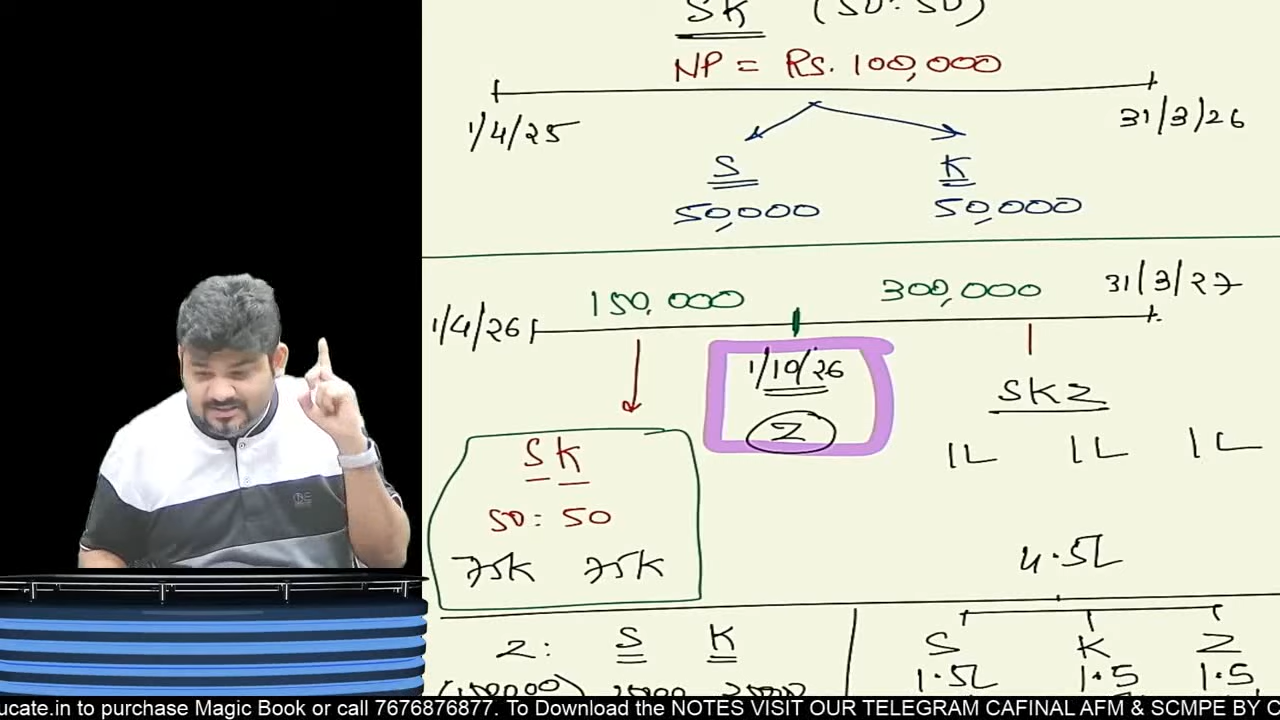 SK (50:50)
NP = Rs. 100,000
1/4/25
31/3/26
S K
50,000 50,000
1/4/26 150,000 300,000 31/3/27
1/10/26
Z
SKZ
1L 1L 1L
SK
50:50
75K 75K
4.5L
Z: S K
S K Z
1.5L 1.5 1.5
ucate.in to purchase Magic Book or call 7676876877. To Download the NOTES VISIT OUR TELEGRAM CAFINAL AFM & SCMPE BY C